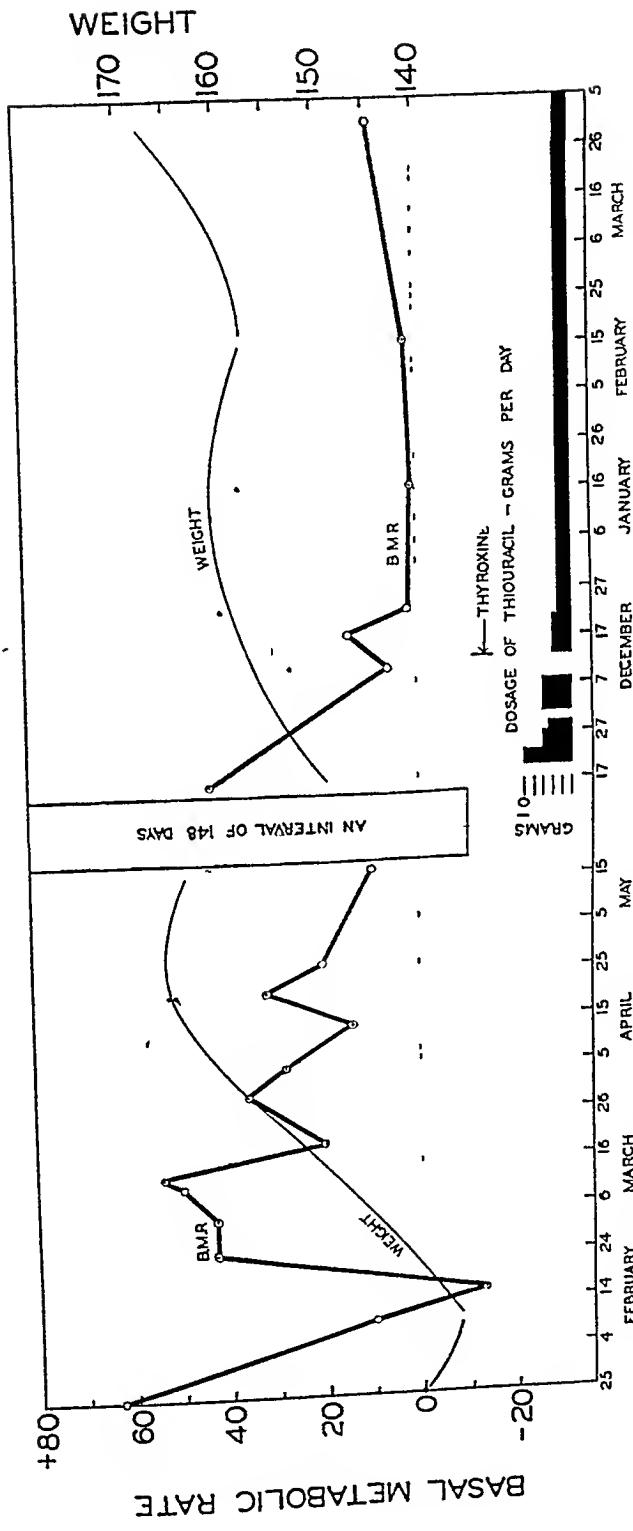 WEIGHT
170
160
150
140
WEIGHT
B.M.R.
THYROXINE
DOSAGE OF THIOURACIL – GRAMS PER DAY
GRAMS
1.0
AN INTERVAL OF 148 DAYS
B.M.R.
WEIGHT
+80
60
40
20
0
-20
BASAL METABOLIC RATE
25 4 14 24 6 16 26 5 15 25 5 15 17 27 7 17 27 6 16 26 5 15 25 6 16 26 5
FEBRUARY MARCH APRIL MAY DECEMBER JANUARY FEBRUARY MARCH